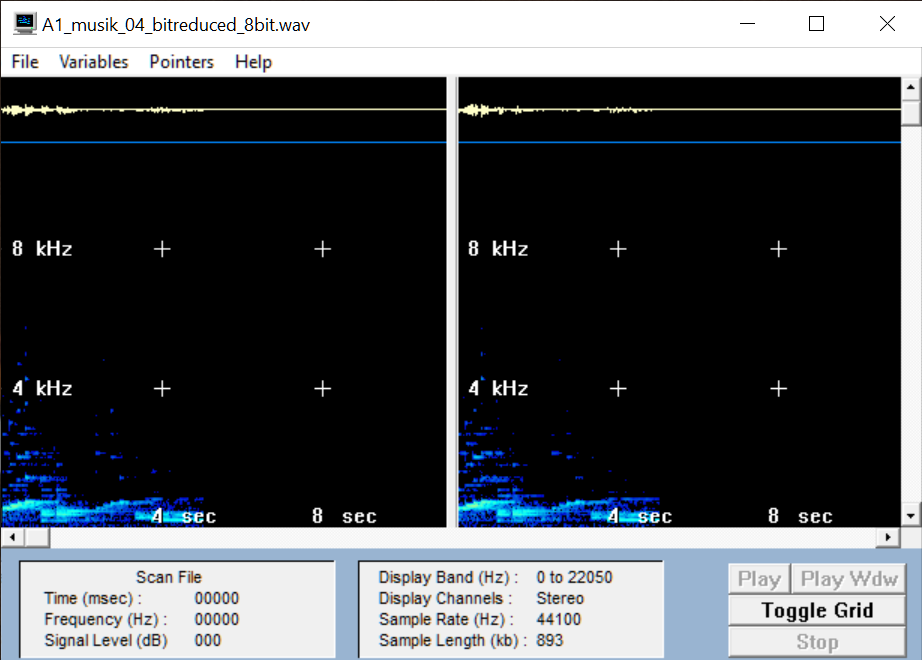 A1_musik_04_bitreduced_8bit.wav
File Variables Pointers Help
8 kHz 8 kHz
4 kHz 4 kHz
4 sec 8 sec 4 sec 8 sec
Scan File
Time (msec) : 00000
Frequency (Hz) : 00000
Signal Level (dB) 000
Display Band (Hz) : 0 to 22050
Display Channels : Stereo
Sample Rate (Hz) : 44100
Sample Length (kb) : 893
Play Play Wdw
Toggle Grid
Stop